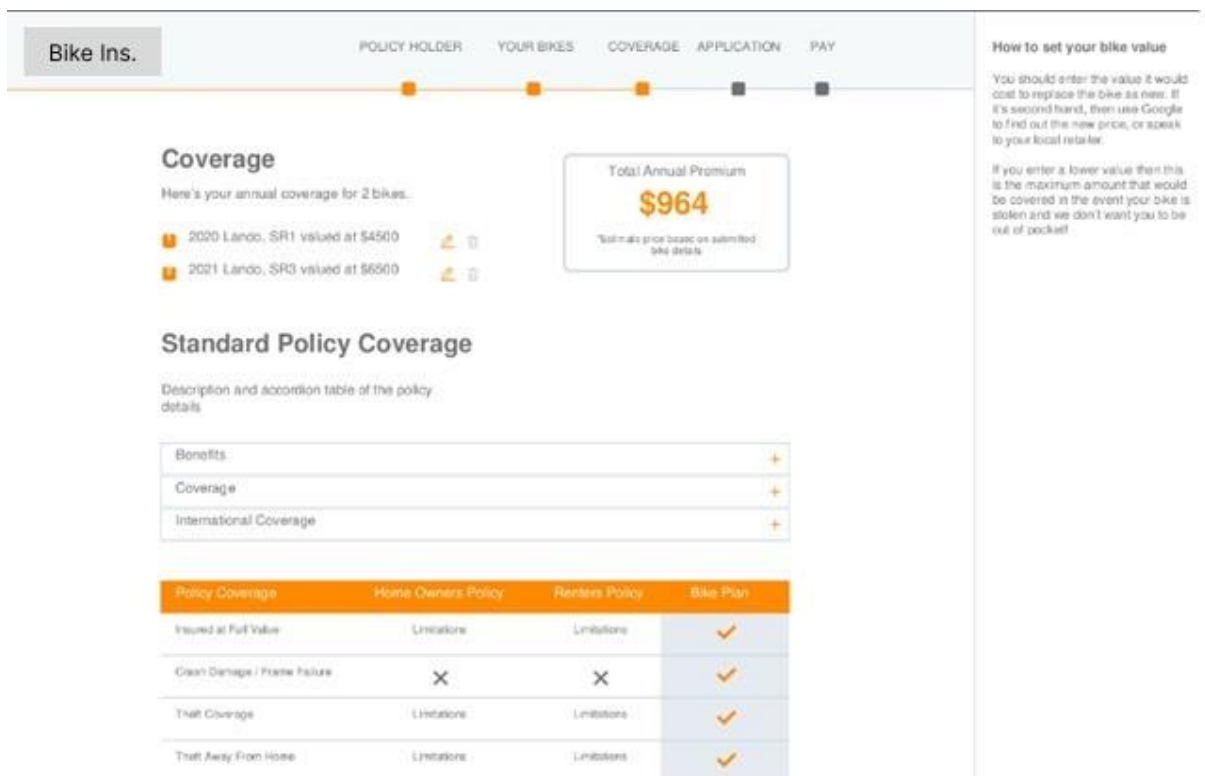 Bike Ins.
POLICY HOLDER
YOUR BIKES
COVERAGE
APPLICATION
PAY
Coverage
Here's your annual coverage for 2 bikes.
2020 Lando, SR1 valued at $4500
2021 Lando, SR3 valued at $6500
Total Annual Premium
$964
*Estimate price based on submitted
bike details
Standard Policy Coverage
Description and accordion table of the policy
details
Benefits +
Coverage +
International Coverage +
Policy Coverage Home Owners Policy Renters Policy Bike Plan
Insured at Full Value Limitations Limitations
Crash Damage / Frame Failure
Theft Coverage Limitations Limitations
Theft Away From Home Limitations Limitations
How to set your bike value
You should enter the value it would
cost to replace the bike as new. If
it's second hand, then use Google
to find out the new price, or speak
to your local retailer.
If you enter a lower value then this
is the maximum amount that would
be covered in the event your bike is
stolen and we don't want you to be
out of pocket!